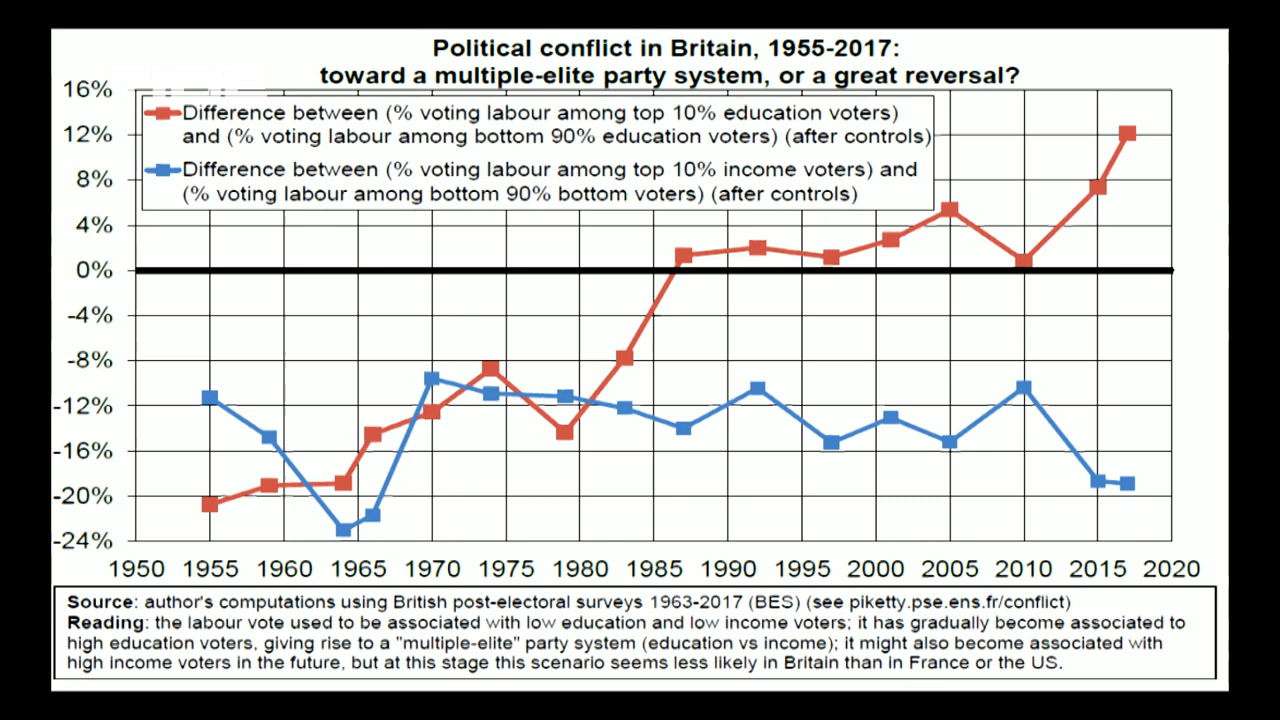 Political conflict in Britain, 1955-2017:
toward a multiple-elite party system, or a great reversal?
16%
12%
8%
4%
0%
-4%
-8%
-12%
-16%
-20%
-24%
Difference between (% voting labour among top 10% education voters)
and (% voting labour among bottom 90% education voters) (after controls)
Difference between (% voting labour among top 10% income voters) and
(% voting labour among bottom 90% bottom voters) (after controls)
1950 1955 1960 1965 1970 1975 1980 1985 1990 1995 2000 2005 2010 2015 2020
Source: author's computations using British post-electoral surveys 1963-2017 (BES) (see piketty.pse.ens.fr/conflict)
Reading: the labour vote used to be associated with low education and low income voters; it has gradually become associated to
high education voters, giving rise to a "multiple-elite" party system (education vs income); it might also become associated with
high income voters in the future, but at this stage this scenario seems less likely in Britain than in France or the US.